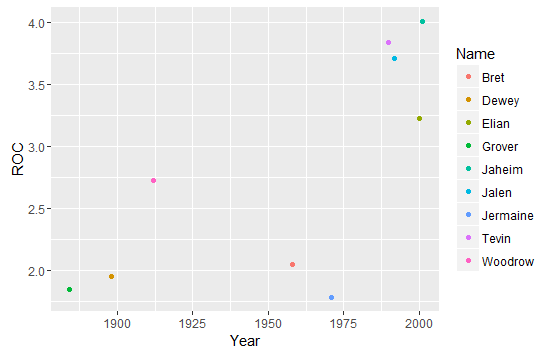 4.0
3.5
3.0
2.5
2.0
ROC
1900
1925
1950
1975
2000
Year
Name
Bret
Dewey
Elian
Grover
Jaheim
Jalen
Jermaine
Tevin
Woodrow